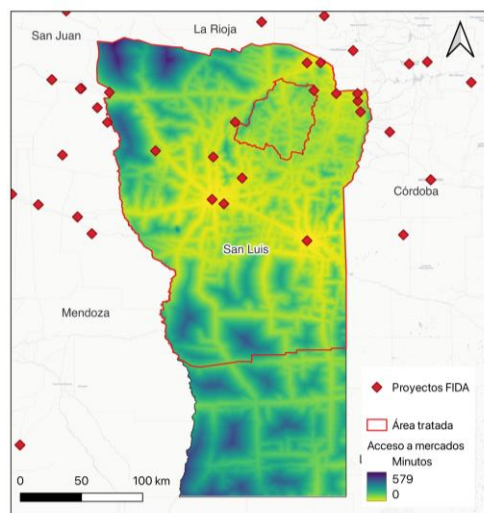 La Rioja
San Juan
Córdoba
San Luis
Mendoza
Proyectos FIDA
Área tratada
Acceso a mercados
Minutos
579
0
0 50 100 km